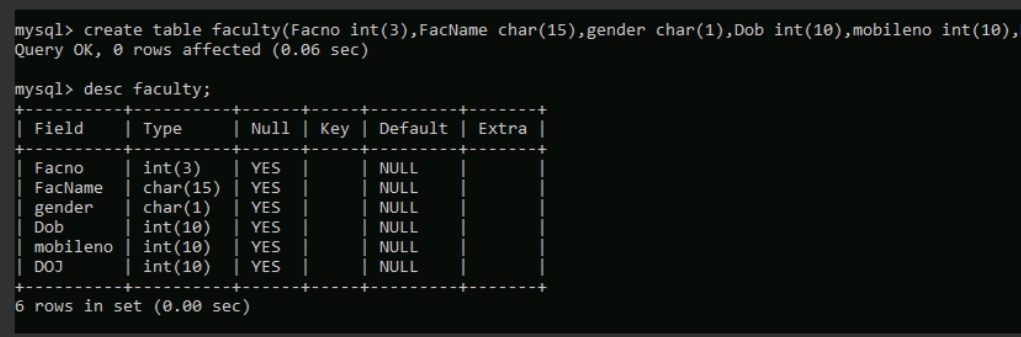 mysql> create table faculty(Facno int(3),FacName char(15),gender char(1),Dob int(10),mobileno int(10),
Query OK, 0 rows affected (0.06 sec)
mysql> desc faculty;
+----------+----------+------+-----+---------+-------+
| Field    | Type     | Null | Key | Default | Extra |
+----------+----------+------+-----+---------+-------+
| Facno    | int(3)   | YES  |     | NULL    |       |
| FacName  | char(15) | YES  |     | NULL    |       |
| gender   | char(1)  | YES  |     | NULL    |       |
| Dob      | int(10)  | YES  |     | NULL    |       |
| mobileno | int(10)  | YES  |     | NULL    |       |
| DOJ      | int(10)  | YES  |     | NULL    |       |
+----------+----------+------+-----+---------+-------+
6 rows in set (0.00 sec)